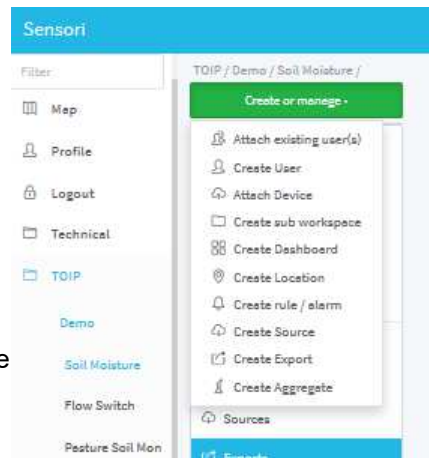 Sensori
Filter
Map
Profile
Logout
Technical
TOIP
Demo
Soil Moisture
Flow Switch
Pasture Soil Mon
e
TOIP / Demo / Soil Moisture /
Create or manage
Attach existing user(s)
Create User
Attach Device
Create sub workspace
Create Dashboard
Create Location
Create rule / alarm
Create Source
Create Export
Create Aggregate
Sources
Exports